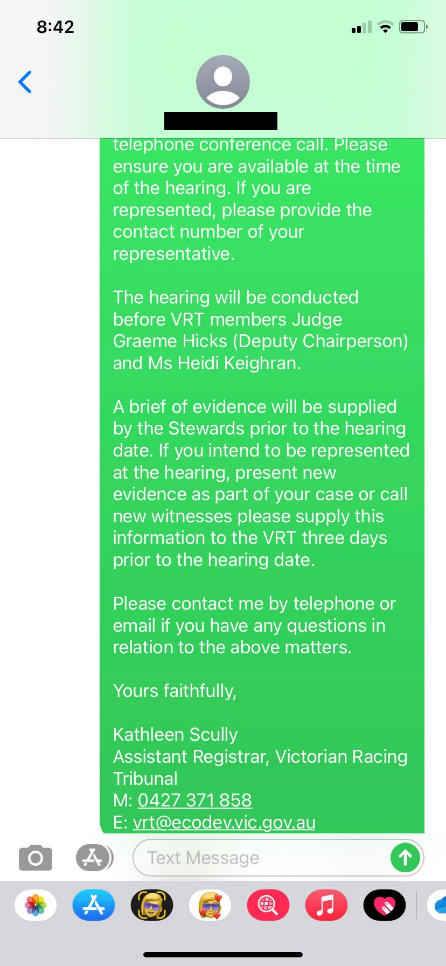 8:42
telephone conference call. Please
ensure you are available at the time
of the hearing. If you are
represented, please provide the
contact number of your
representative.
The hearing will be conducted
before VRT members Judge
Graeme Hicks (Deputy Chairperson)
and Ms Heidi Keighran.
A brief of evidence will be supplied
by the Stewards prior to the hearing
date. If you intend to be represented
at the hearing, present new
evidence as part of your case or call
new witnesses please supply this
information to the VRT three days
prior to the hearing date.
Please contact me by telephone or
email if you have any questions in
relation to the above matters.
Yours faithfully,
Kathleen Scully
Assistant Registrar, Victorian Racing
Tribunal
M: 0427 371 858
E: vrt@ecodev.vic.gov.au
Text Message